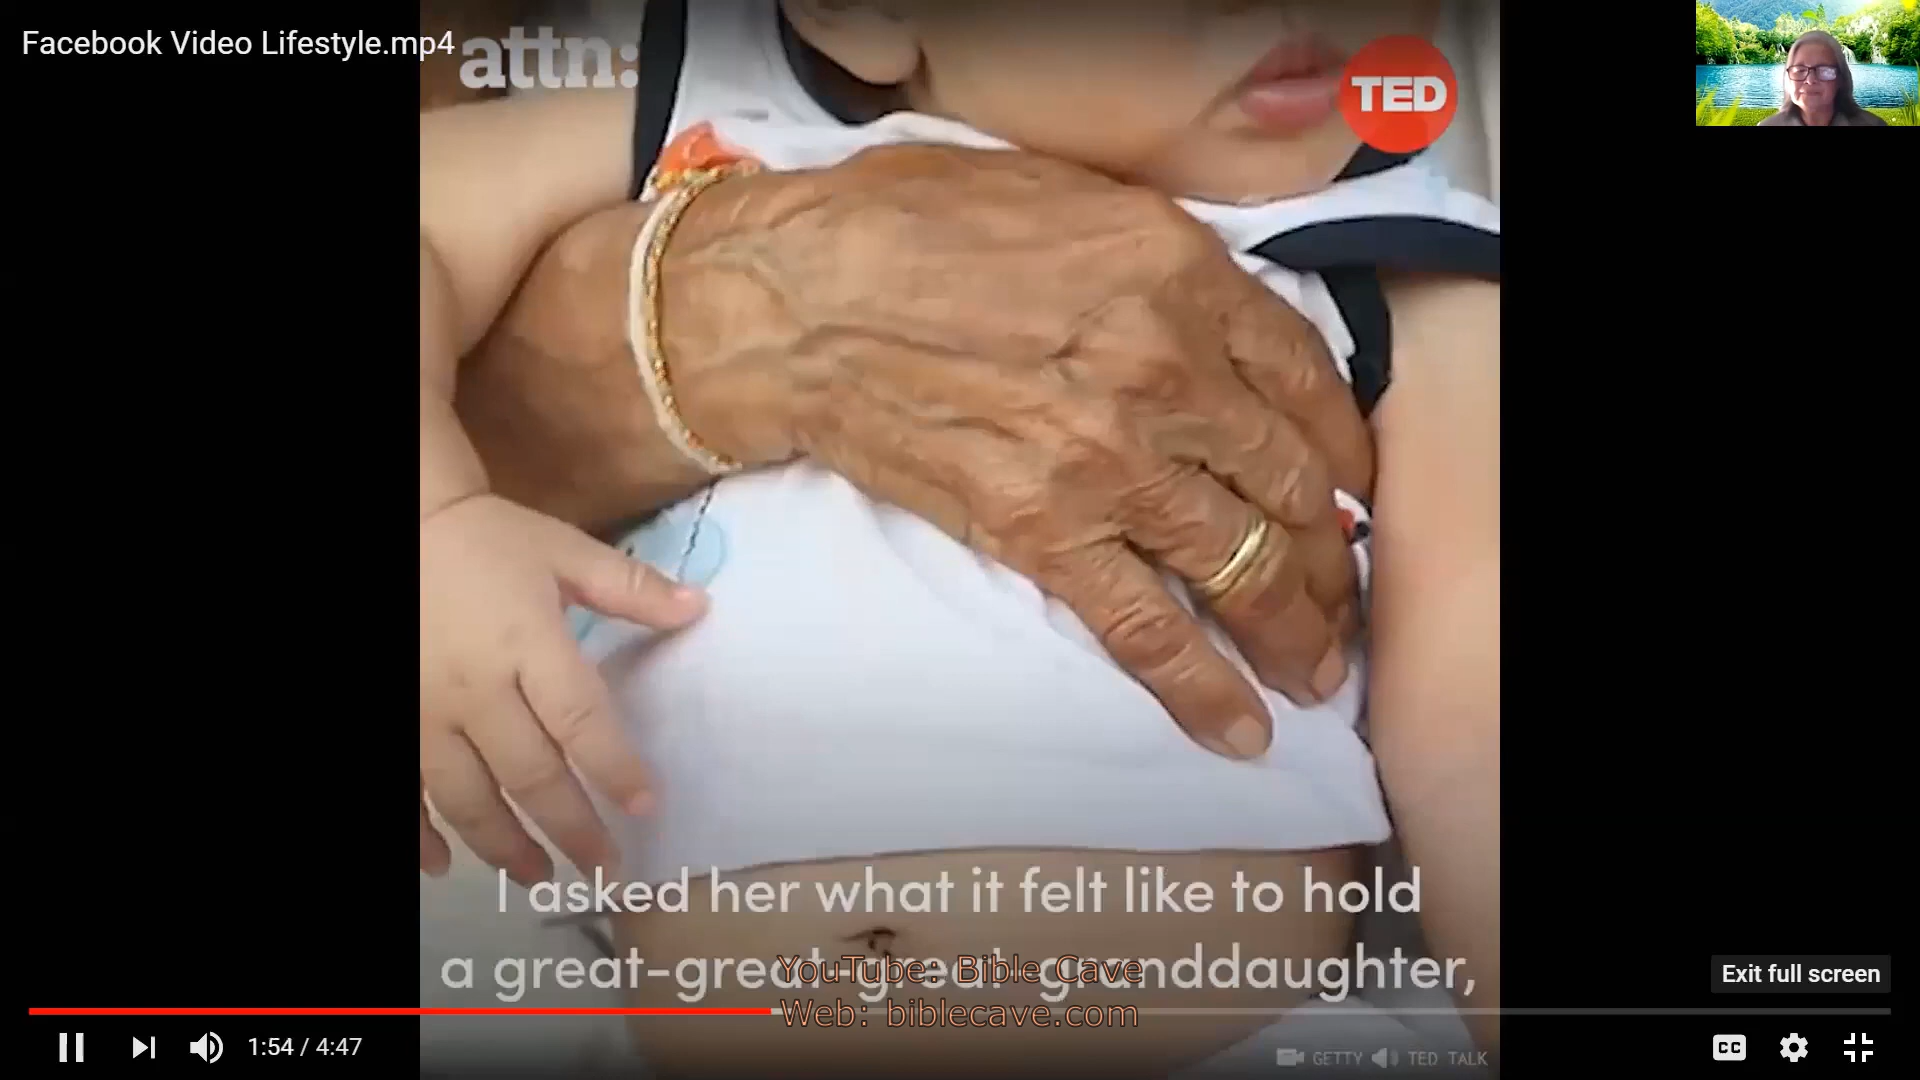 Facebook Video Lifestyle.mp4
attn:
TED
I asked her what it felt like to hold
a great-great-great-granddaughter,
YouTube: Bible Cave
Web: biblecave.com
Exit full screen
1:54 / 4:47
CC
GETTY TED TALK